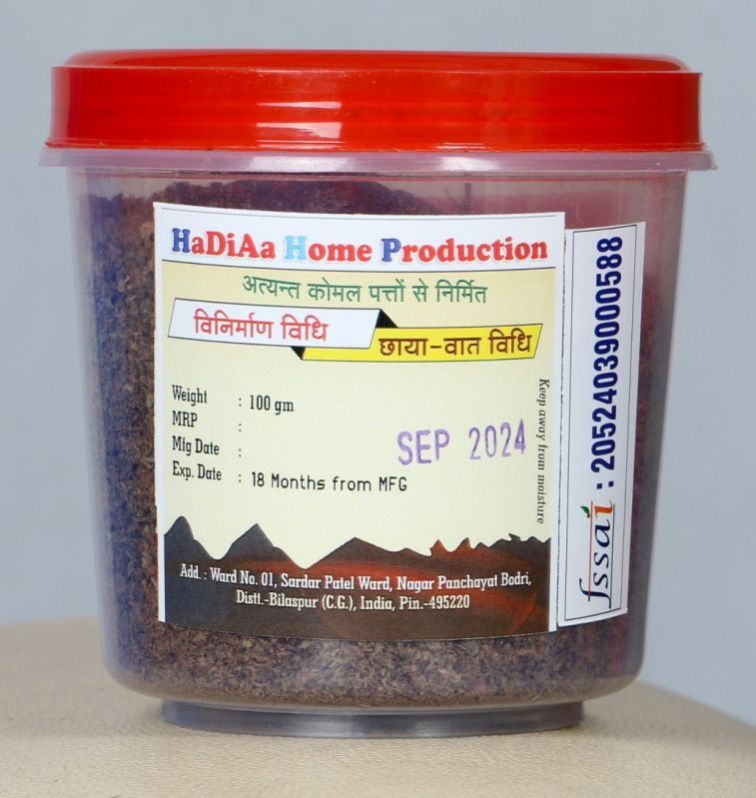 HaDiAa Home Production
अत्यन्त कोमल पत्तों से निर्मित
विनिर्माण विधि
छाया-वात विधि
Weight : 100 gm
MRP :
Mfg Date : SEP 2024
Exp. Date : 18 Months from MFG
Keep away from moisture
Add. : Ward No. 01, Sardar Patel Ward, Nagar Panchayat Bodri,
Distt.-Bilaspur (C.G.), India, Pin.-495220
fssai : 20524039000588